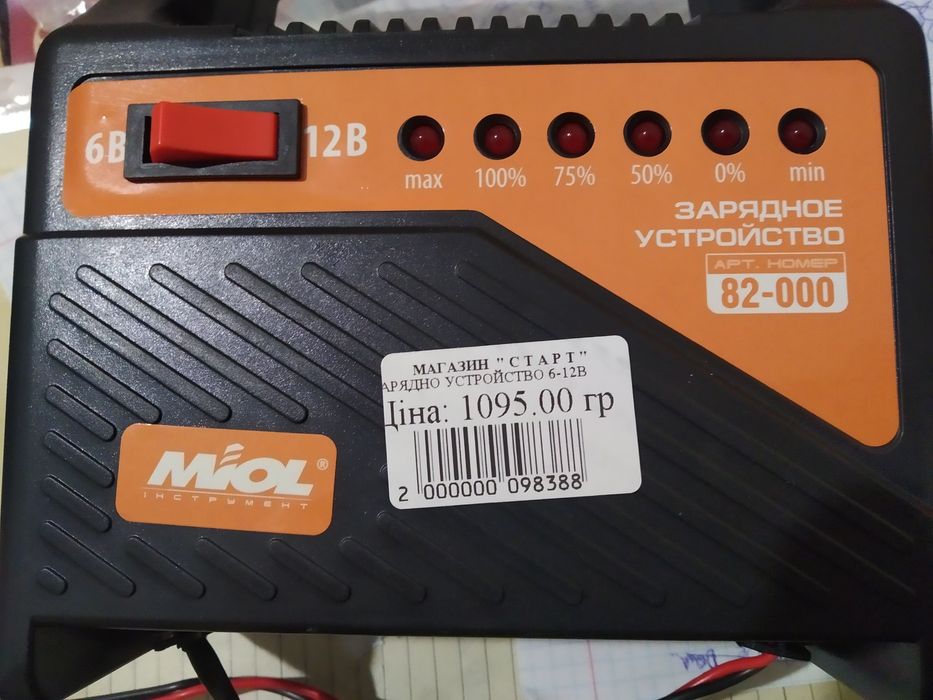 6В
12В
max 100% 75% 50% 0% min
ЗАРЯДНОЕ
УСТРОЙСТВО
АРТ. НОМЕР
82-000
МАГАЗИН "СТАРТ"
АРЯДНО УСТРОЙСТВО 6-12В
Ціна: 1095.00 гр
2 000000 098388
MIOL®
ІНСТРУМЕНТ